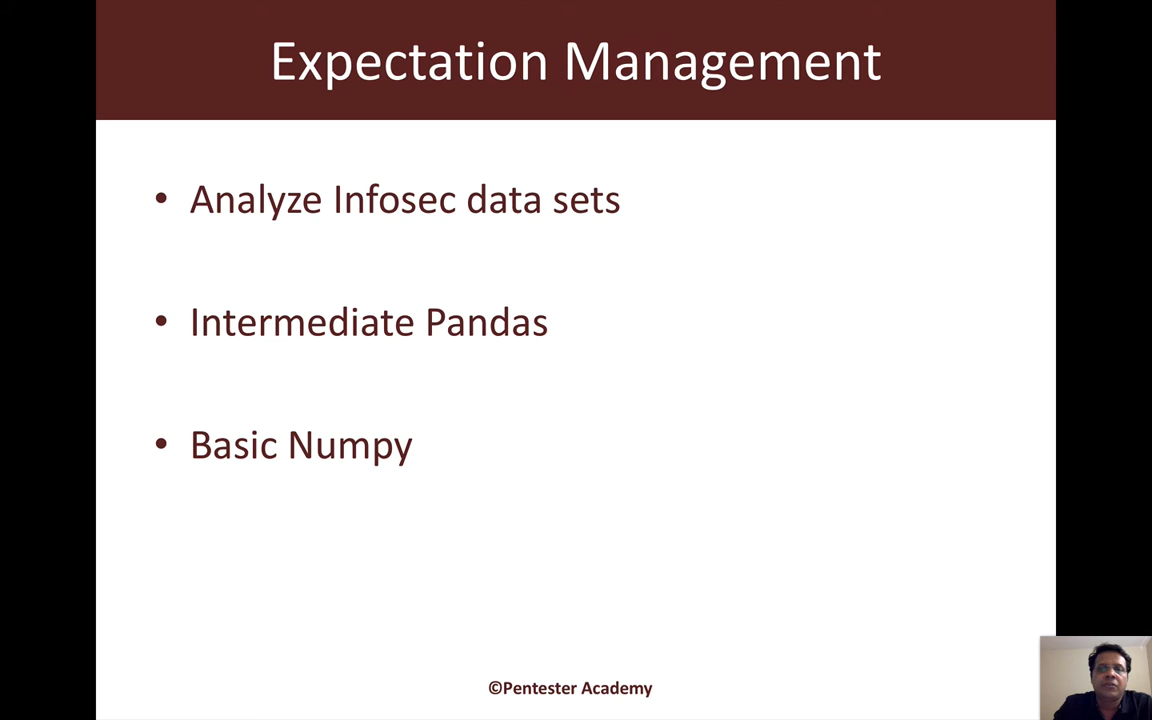 Expectation Management
• Analyze Infosec data sets
• Intermediate Pandas
• Basic Numpy
©Pentester Academy